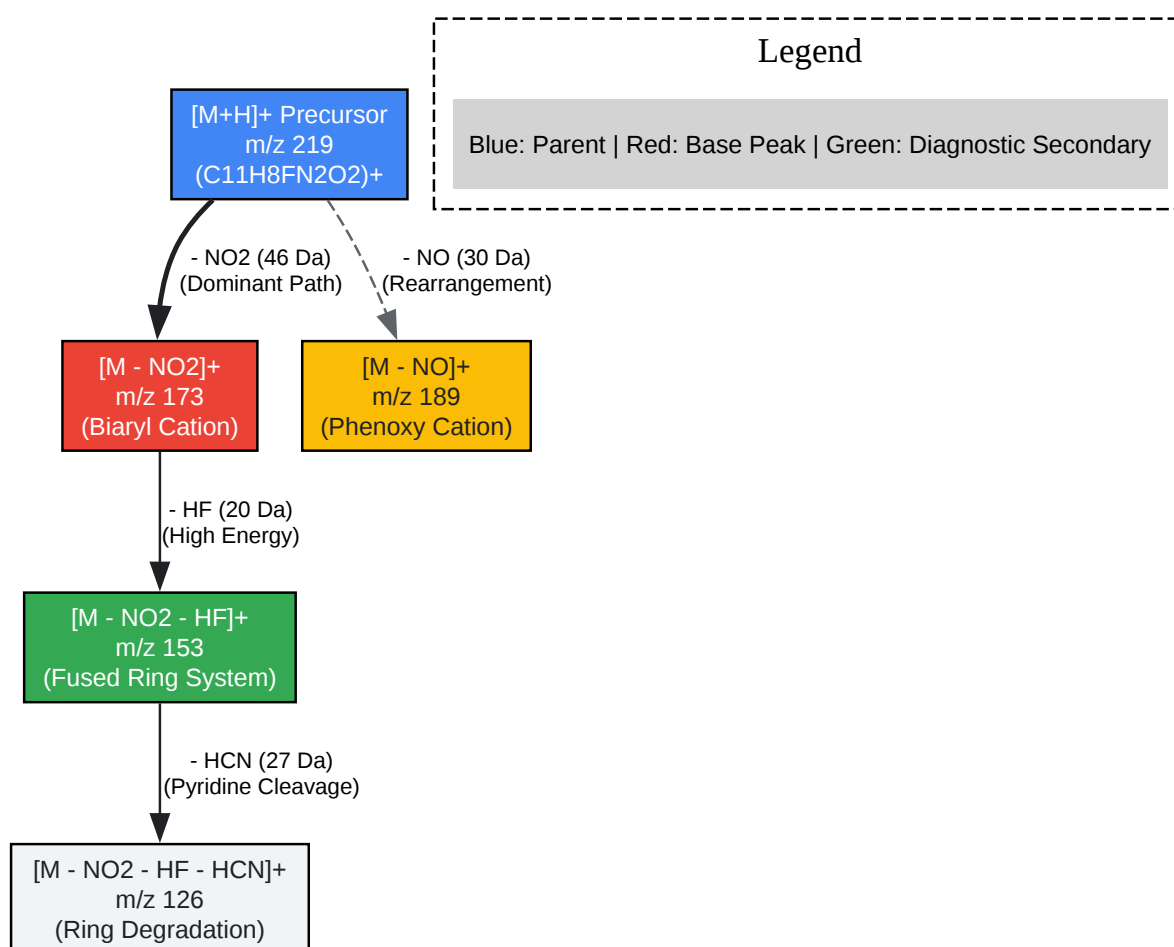 Legend
Blue: Parent | Red: Base Peak | Green: Diagnostic Secondary
[M+H]+ Precursor
m/z 219
(C11H8FN2O2)+
- NO2 (46 Da)
(Dominant Path)
- NO (30 Da)
(Rearrangement)
[M - NO2]+
m/z 173
(Biaryl Cation)
[M - NO]+
m/z 189
(Phenoxy Cation)
- HF (20 Da)
(High Energy)
[M - NO2 - HF]+
m/z 153
(Fused Ring System)
- HCN (27 Da)
(Pyridine Cleavage)
[M - NO2 - HF - HCN]+
m/z 126
(Ring Degradation)